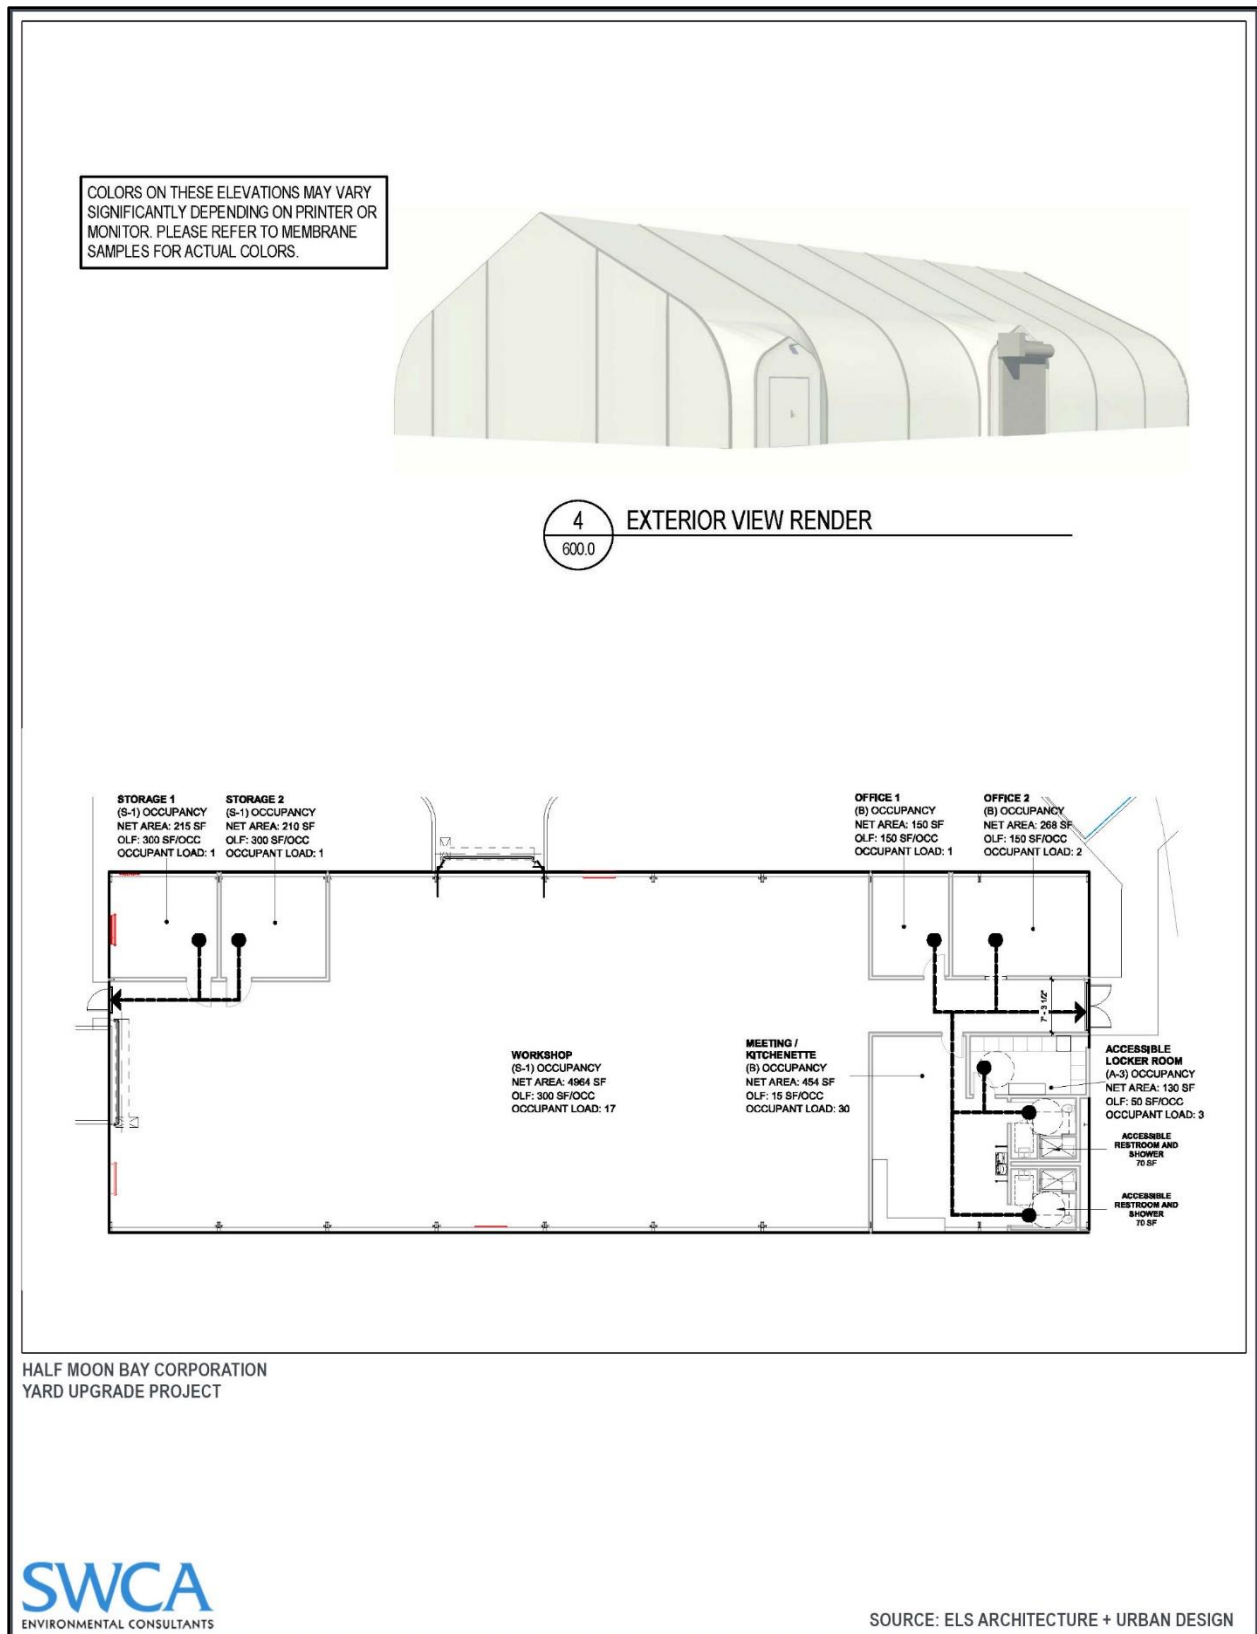 COLORS ON THESE ELEVATIONS MAY VARY
SIGNIFICANTLY DEPENDING ON PRINTER OR
MONITOR. PLEASE REFER TO MEMBRANE
SAMPLES FOR ACTUAL COLORS.
4
600.0
EXTERIOR VIEW RENDER
STORAGE 1
(S-1) OCCUPANCY
NET AREA: 215 SF
OLF: 300 SF/OCC
OCCUPANT LOAD: 1
STORAGE 2
(S-1) OCCUPANCY
NET AREA: 210 SF
OLF: 300 SF/OCC
OCCUPANT LOAD: 1
OFFICE 1
(B) OCCUPANCY
NET AREA: 150 SF
OLF: 150 SF/OCC
OCCUPANT LOAD: 1
OFFICE 2
(B) OCCUPANCY
NET AREA: 268 SF
OLF: 150 SF/OCC
OCCUPANT LOAD: 2
7' - 3 1/2"
WORKSHOP
(S-1) OCCUPANCY
NET AREA: 4964 SF
OLF: 300 SF/OCC
OCCUPANT LOAD: 17
MEETING /
KITCHENETTE
(B) OCCUPANCY
NET AREA: 454 SF
OLF: 15 SF/OCC
OCCUPANT LOAD: 30
ACCESSIBLE
LOCKER ROOM
(A-3) OCCUPANCY
NET AREA: 130 SF
OLF: 50 SF/OCC
OCCUPANT LOAD: 3
ACCESSIBLE
RESTROOM AND
SHOWER
70 SF
ACCESSIBLE
RESTROOM AND
SHOWER
70 SF
HALF MOON BAY CORPORATION
YARD UPGRADE PROJECT
SWCA
ENVIRONMENTAL CONSULTANTS
SOURCE: ELS ARCHITECTURE + URBAN DESIGN